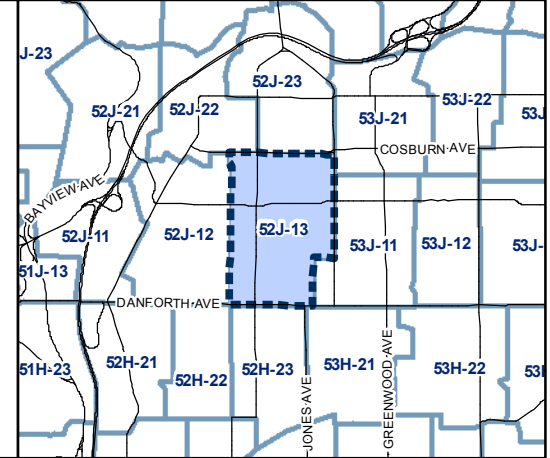 J-23
52J-23
52J-21
52J-22
53J-22
53J-21
53J
COSBURN AVE
BAYVIEW AVE
52J-11
52J-12
52J-13
53J-11
53J-12
53J-
51J-13
DANFORTH AVE
51H-23
52H-21
52H-22
52H-23
53H-21
53H-22
53H
JONES AVE
GREENWOOD AVE